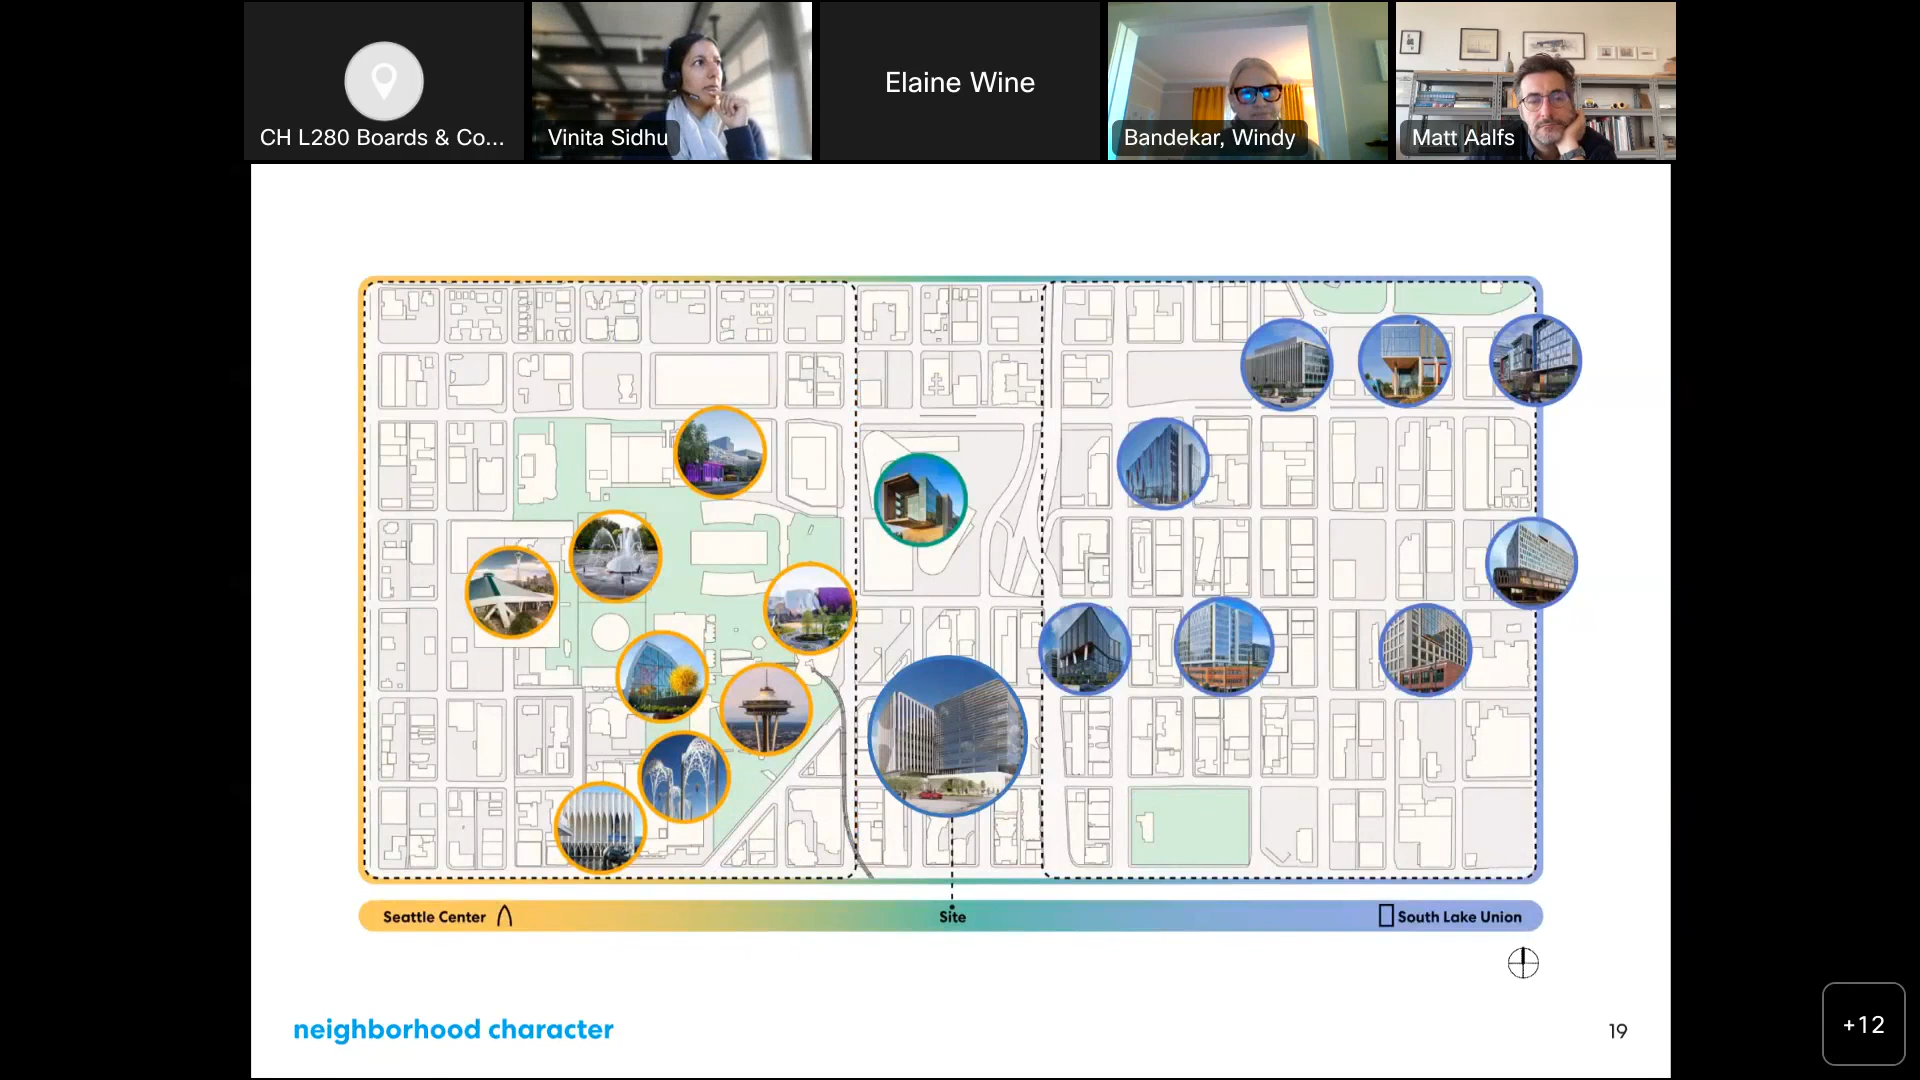 CH L280 Boards & Co...
Vinita Sidhu
Elaine Wine
Bandekar, Windy
Matt Aalfs
Seattle Center
Site
South Lake Union
neighborhood character
19
+12